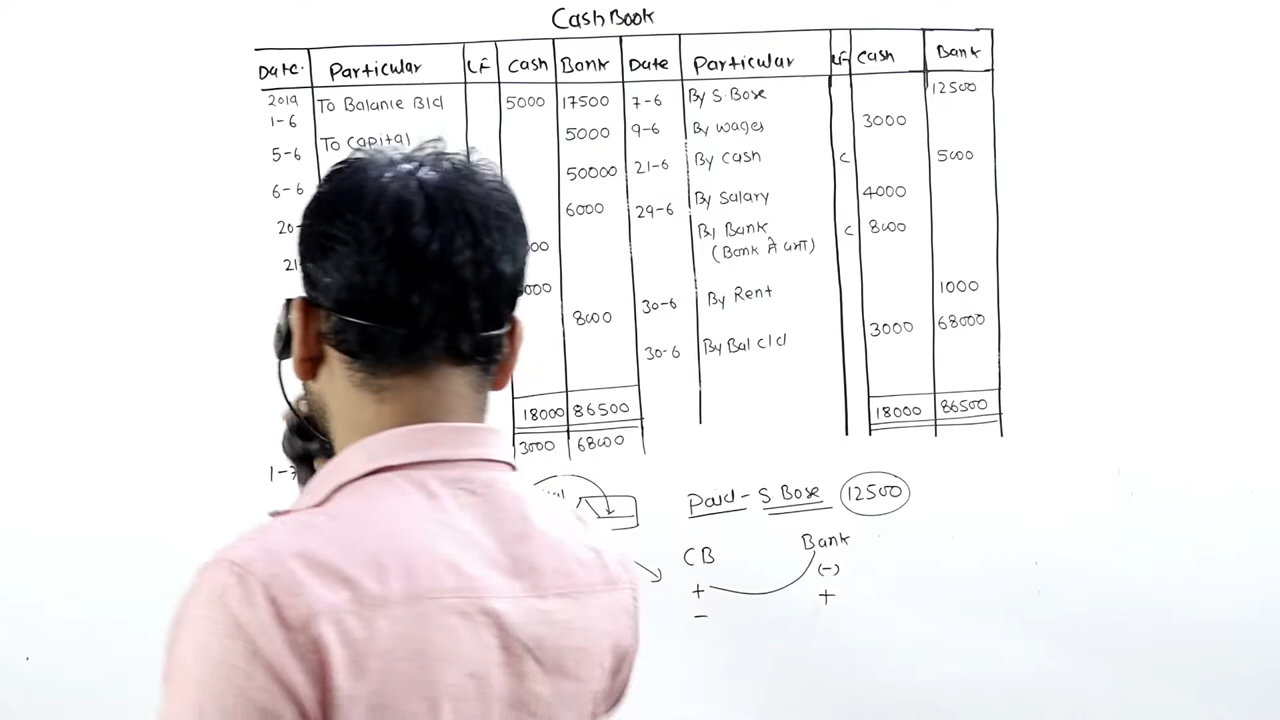 Cash Book
Date. Particular LF Cash Bank Date Particular LF Cash Bank
2019
1-6 To Balance B/d 5000 17500 7-6 By S. Bose 12500
5-6 To Capital 5000 9-6 By wages 3000
6-6 50000 21-6 By Cash C 5000
6000 29-6 By Salary 4000
By Bank C 8000
30-6 By Rent 1000
8000
30-6 By Bal c/d 3000 68000
18000 86500 18000 86500
3000 68000
Paid - S Bose 12500
CB Bank
+ (-)
- +